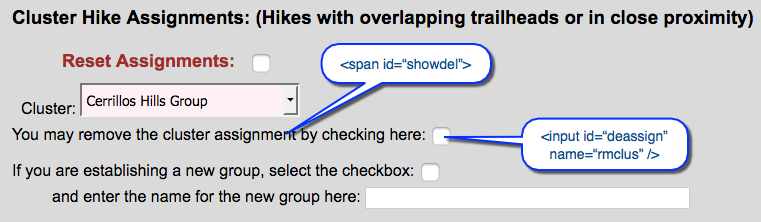 Cluster Hike Assignments: (Hikes with overlapping trailheads or in close proximity)
Reset Assignments:
<span id=“showdel”>
Cluster: Cerrillos Hills Group
You may remove the cluster assignment by checking here:
<input id=“deassign”
name=“rmclus” />
If you are establishing a new group, select the checkbox:
and enter the name for the new group here: